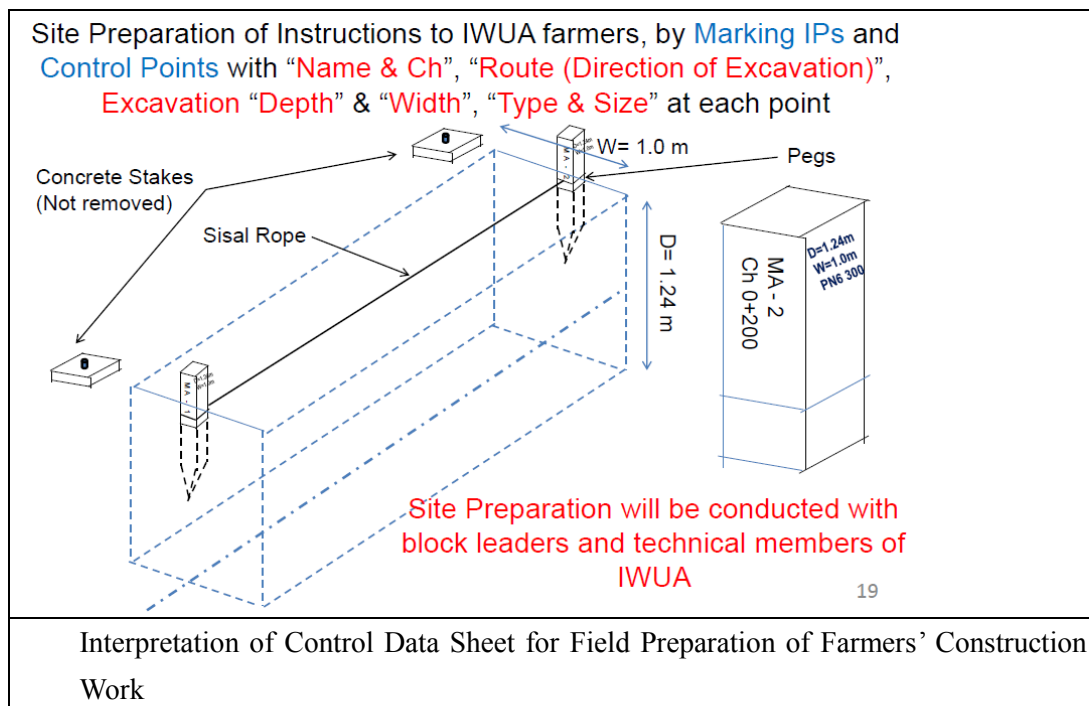 Site Preparation of Instructions to IWUA farmers, by Marking IPs and
Control Points with “Name & Ch”, “Route (Direction of Excavation)”,
Excavation “Depth” & “Width”, “Type & Size” at each point
W= 1.0 m
Pegs
Concrete Stakes
(Not removed)
Sisal Rope
MA - 2
D= 1.24 m
D=1.24m
W=1.0m
PN6 300
MA - 2
Ch 0+200
MA - 1
Site Preparation will be conducted with
block leaders and technical members of
IWUA
19
Interpretation of Control Data Sheet for Field Preparation of Farmers’ Construction
Work